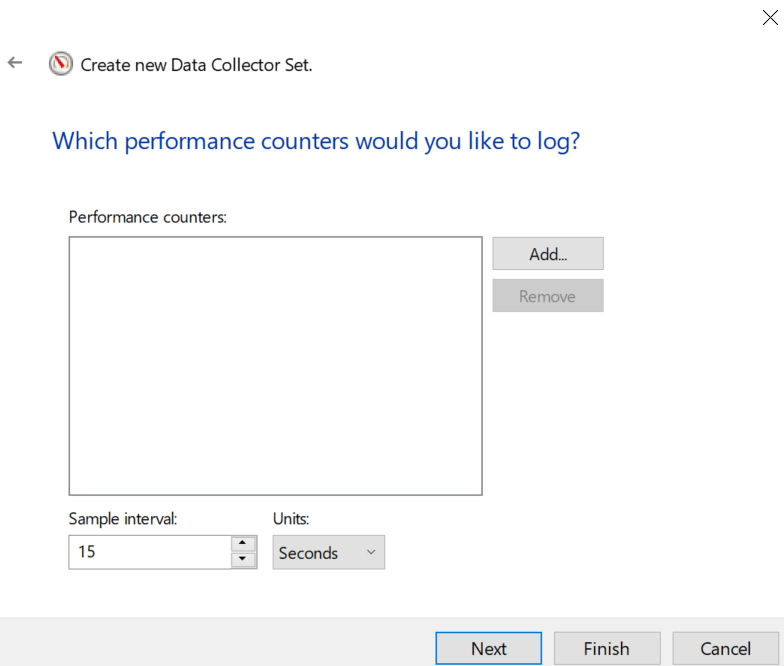 Create new Data Collector Set.
Which performance counters would you like to log?
Performance counters:
Add...
Remove
Sample interval:
Units:
15
Seconds
Next
Finish
Cancel